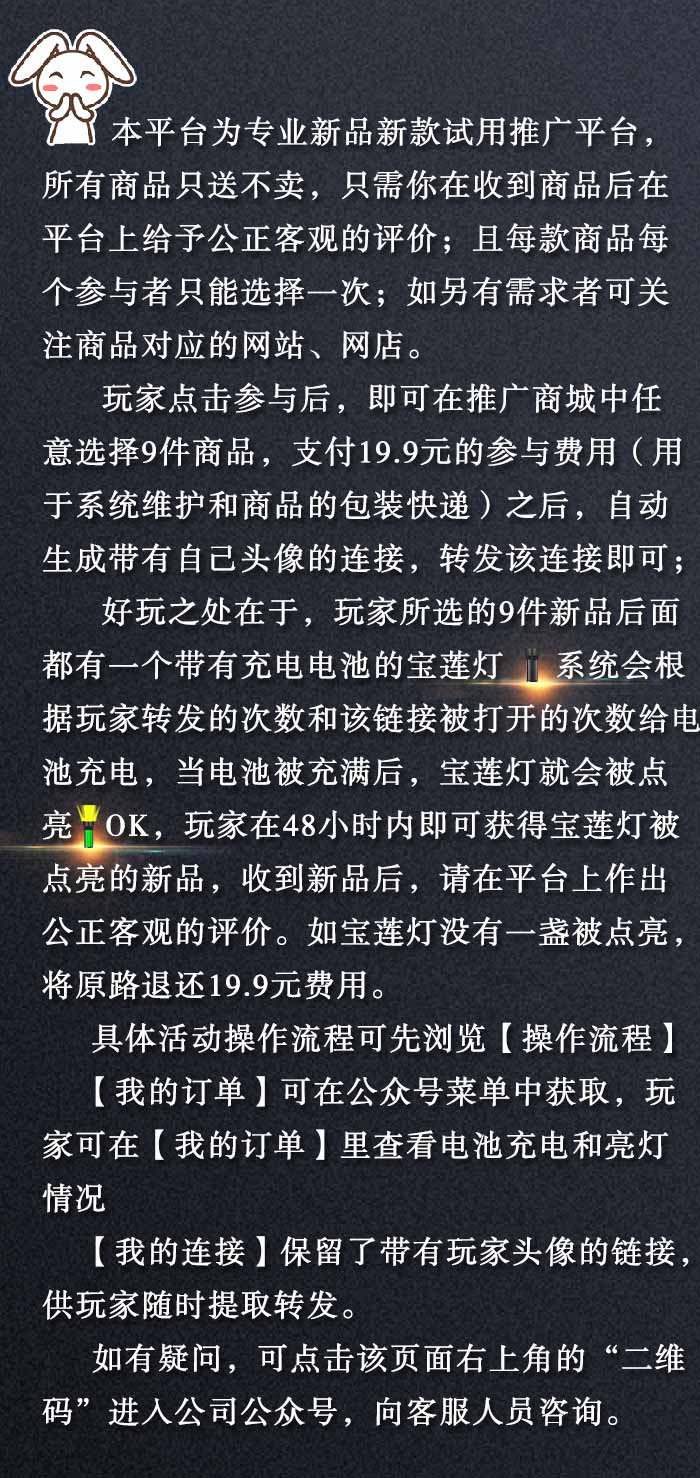 本平台为专业新品新款试用推广平台，
所有商品只送不卖，只需你在收到商品后在
平台上给予公正客观的评价；且每款商品每
个参与者只能选择一次；如另有需求者可关
注商品对应的网站、网店。
玩家点击参与后，即可在推广商城中任
意选择9件商品，支付19.9元的参与费用（用
于系统维护和商品的包装快递）之后，自动
生成带有自己头像的连接，转发该连接即可；
好玩之处在于，玩家所选的9件新品后面
都有一个带有充电电池的宝莲灯 系统会根
据玩家转发的次数和该链接被打开的次数给电
池充电，当电池被充满后，宝莲灯就会被点
亮 OK，玩家在48小时内即可获得宝莲灯被
点亮的新品，收到新品后，请在平台上作出
公正客观的评价。如宝莲灯没有一盏被点亮，
将原路退还19.9元费用。
具体活动操作流程可先浏览【操作流程】
【我的订单】可在公众号菜单中获取，玩
家可在【我的订单】里查看电池充电和亮灯
情况
【我的连接】保留了带有玩家头像的链接，
供玩家随时提取转发。
如有疑问，可点击该页面右上角的“二维
码”进入公司公众号，向客服人员咨询。